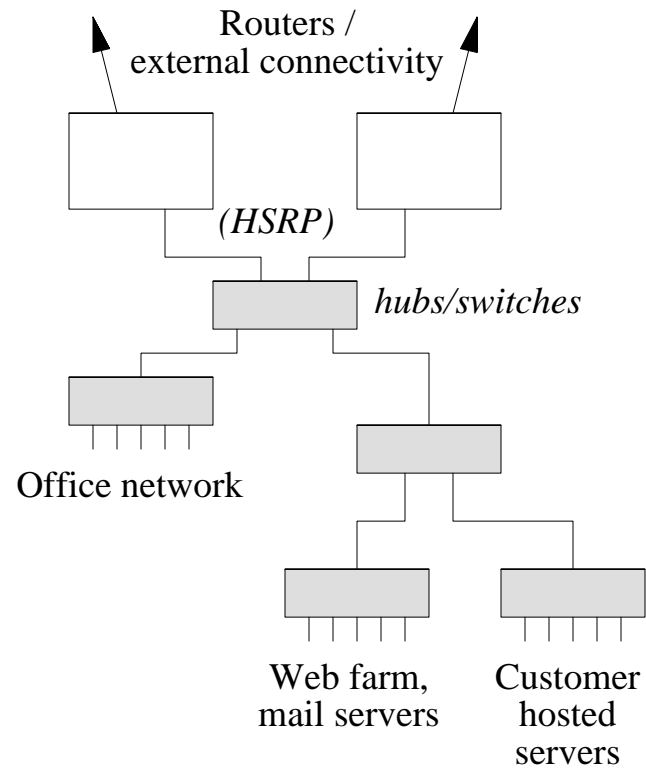 Routers /
external connectivity
(HSRP)
hubs/switches
Office network
Web farm,
mail servers
Customer
hosted
servers